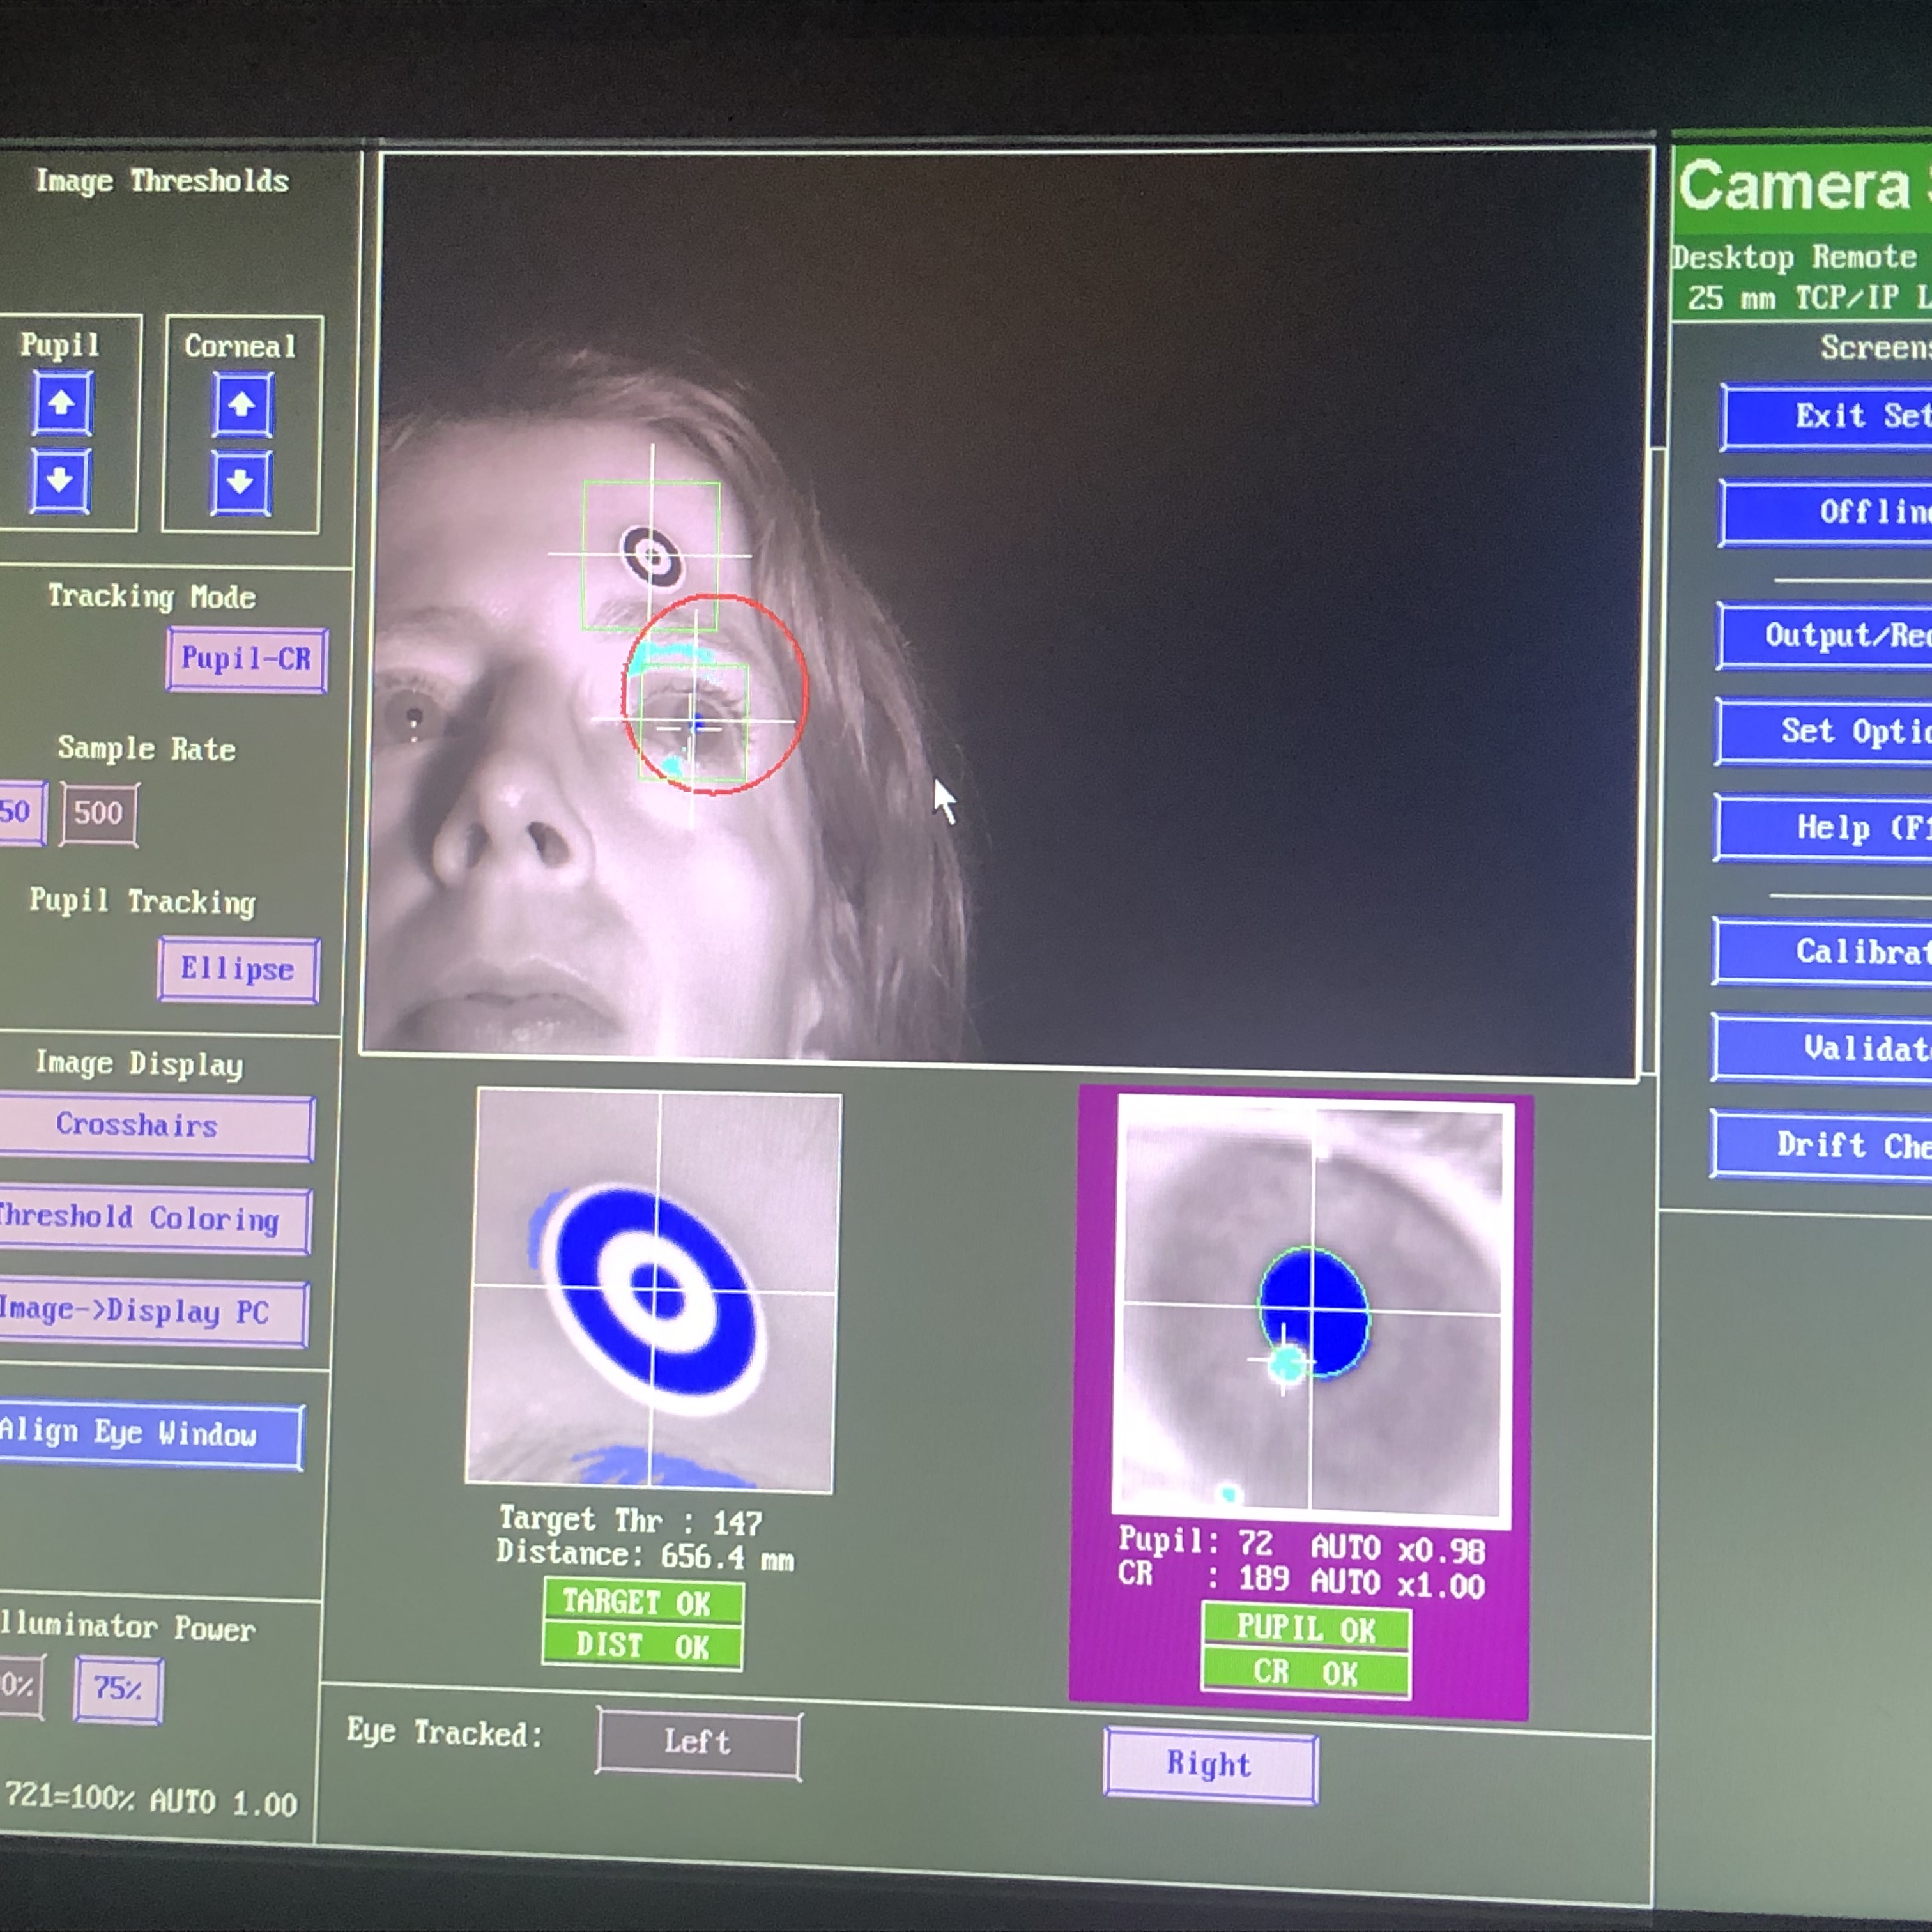 Image Thresholds
Pupil
Corneal
Tracking Mode
Pupil-CR
Sample Rate
50
500
Pupil Tracking
Ellipse
Image Display
Crosshairs
Threshold Coloring
Image->Display PC
Align Eye Window
lluminator Power
0%
75%
721=100% AUTO 1.00
Target Thr : 147
Distance: 656.4 mm
TARGET OK
DIST OK
Pupil: 72 AUTO x0.98
CR : 189 AUTO x1.00
PUPIL OK
CR OK
Eye Tracked:
Left
Right
Camera
Desktop Remote
25 mm TCP/IP L
Screens
Exit Set
Offline
Output/Rec
Set Optio
Help (F1
Calibrat
Validat
Drift Che